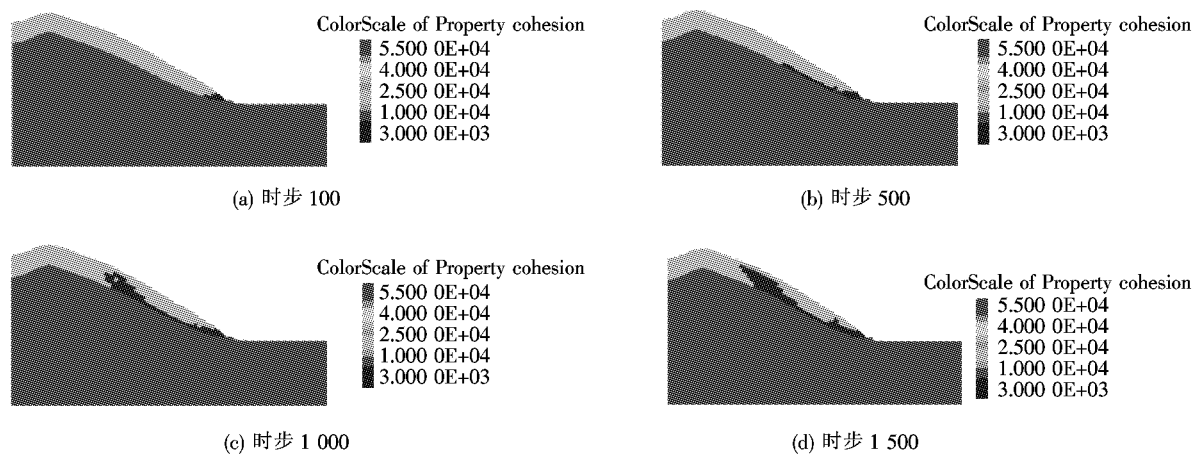 ColorScale of Property cohesion
5.500 0E+04
4.000 0E+04
2.500 0E+04
1.000 0E+04
3.000 0E+03
(a) 时步 100
ColorScale of Property cohesion
5.500 0E+04
4.000 0E+04
2.500 0E+04
1.000 0E+04
3.000 0E+03
(b) 时步 500
ColorScale of Property cohesion
5.500 0E+04
4.000 0E+04
2.500 0E+04
1.000 0E+04
3.000 0E+03
(c) 时步 1 000
ColorScale of Property cohesion
5.500 0E+04
4.000 0E+04
2.500 0E+04
1.000 0E+04
3.000 0E+03
(d) 时步 1 500